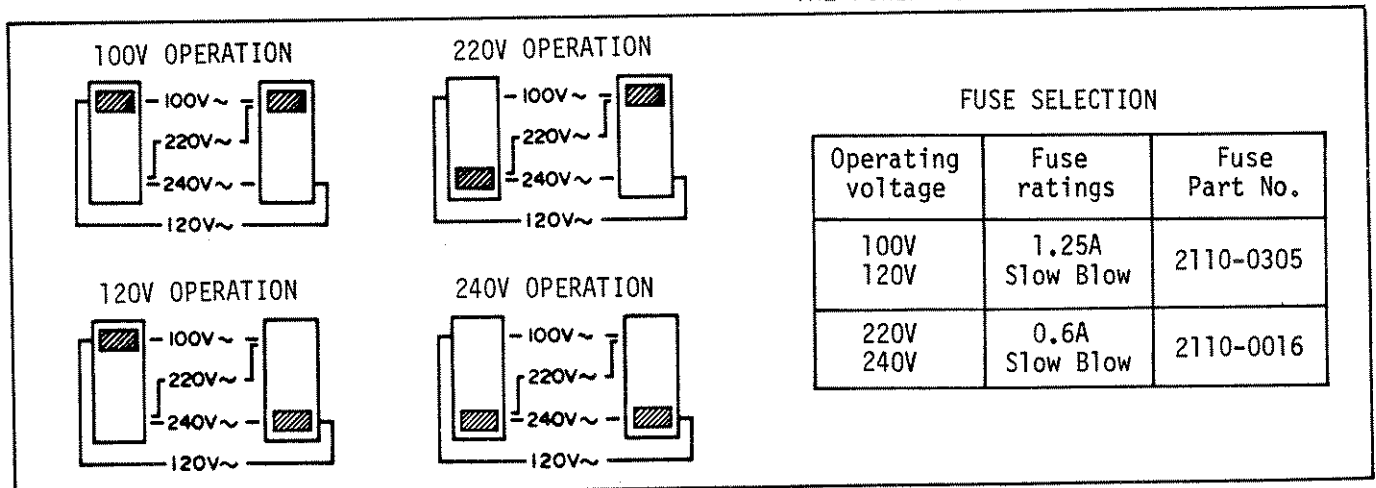 100V OPERATION
100V~
220V~
240V~
120V~
220V OPERATION
100V~
220V~
240V~
120V~
120V OPERATION
100V~
220V~
240V~
120V~
240V OPERATION
100V~
220V~
240V~
120V~
FUSE SELECTION
Operating voltage | Fuse ratings | Fuse Part No.
100V 120V | 1.25A Slow Blow | 2110-0305
220V 240V | 0.6A Slow Blow | 2110-0016